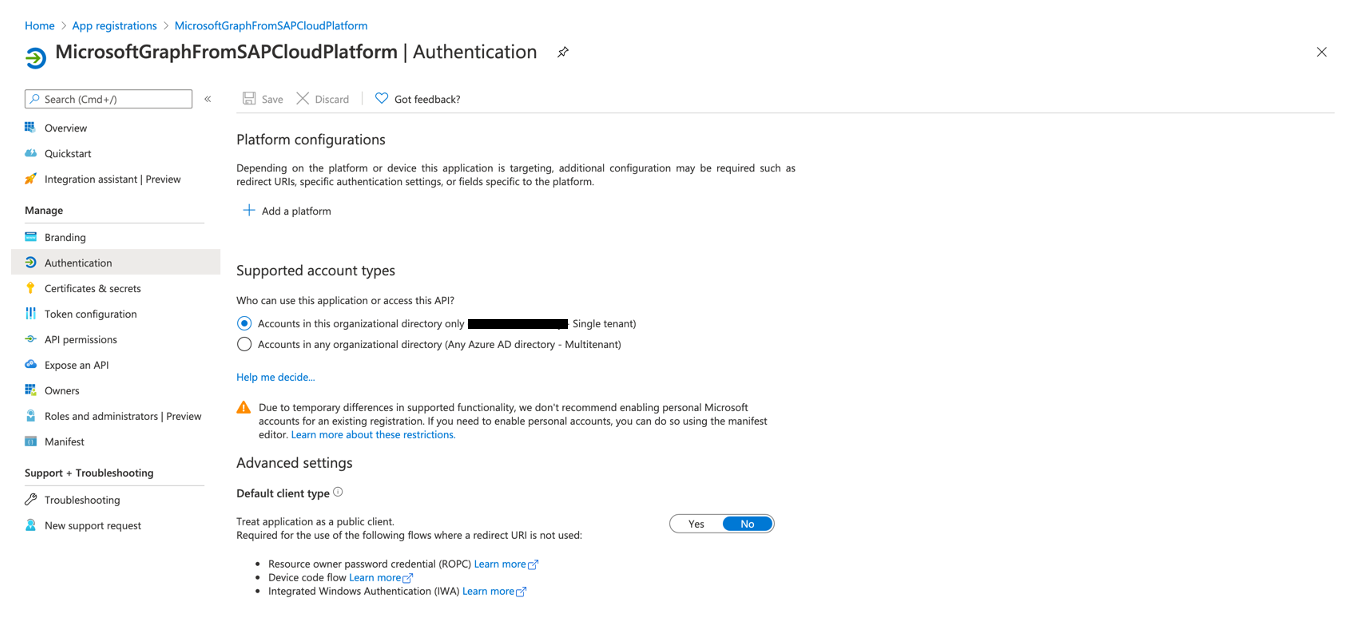 Home > App registrations > MicrosoftGraphFromSAPCloudPlatform
MicrosoftGraphFromSAPCloudPlatform | Authentication
Search (Cmd+/)
«
Save
Discard
Got feedback?
Overview
Quickstart
Integration assistant | Preview
Manage
Branding
Authentication
Certificates & secrets
Token configuration
API permissions
Expose an API
Owners
Roles and administrators | Preview
Manifest
Support + Troubleshooting
Troubleshooting
New support request
Platform configurations
Depending on the platform or device this application is targeting, additional configuration may be required such as
redirect URIs, specific authentication settings, or fields specific to the platform.
Add a platform
Supported account types
Who can use this application or access this API?
Accounts in this organizational directory only - Single tenant)
Accounts in any organizational directory (Any Azure AD directory - Multitenant)
Help me decide...
Due to temporary differences in supported functionality, we don't recommend enabling personal Microsoft
accounts for an existing registration. If you need to enable personal accounts, you can do so using the manifest
editor. Learn more about these restrictions.
Advanced settings
Default client type
Treat application as a public client.
Required for the use of the following flows where a redirect URI is not used:
Yes No
• Resource owner password credential (ROPC) Learn more
• Device code flow Learn more
• Integrated Windows Authentication (IWA) Learn more